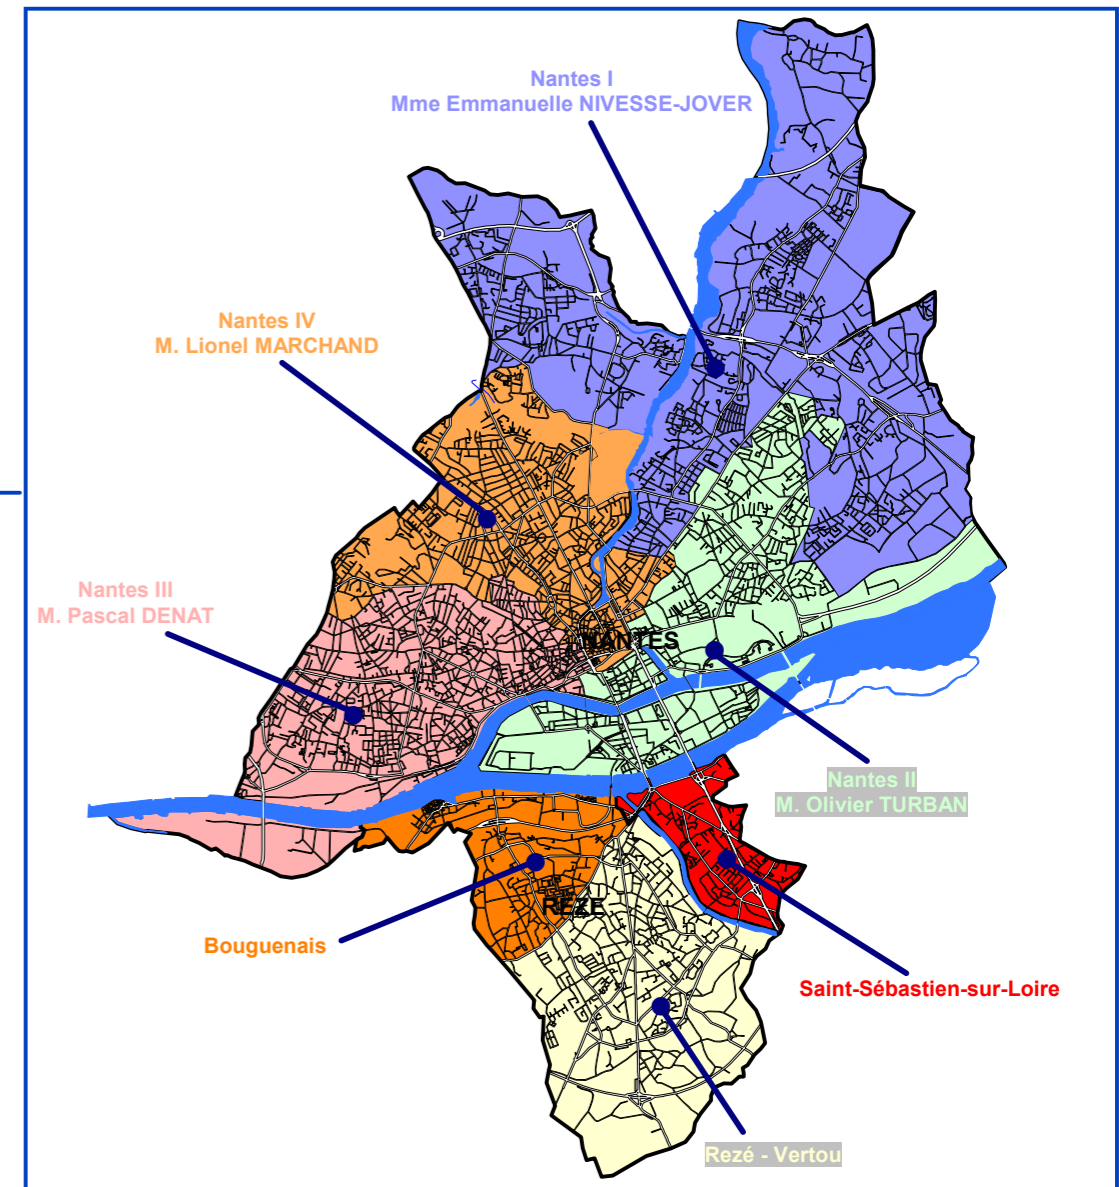 Nantes I
Mme Emmanuelle NIVESSE-JOVER
Nantes IV
M. Lionel MARCHAND
Nantes III
M. Pascal DENAT
NANTES
Nantes II
M. Olivier TURBAN
REZE
Bouguenais
Saint-Sébastien-sur-Loire
Rezé - Vertou